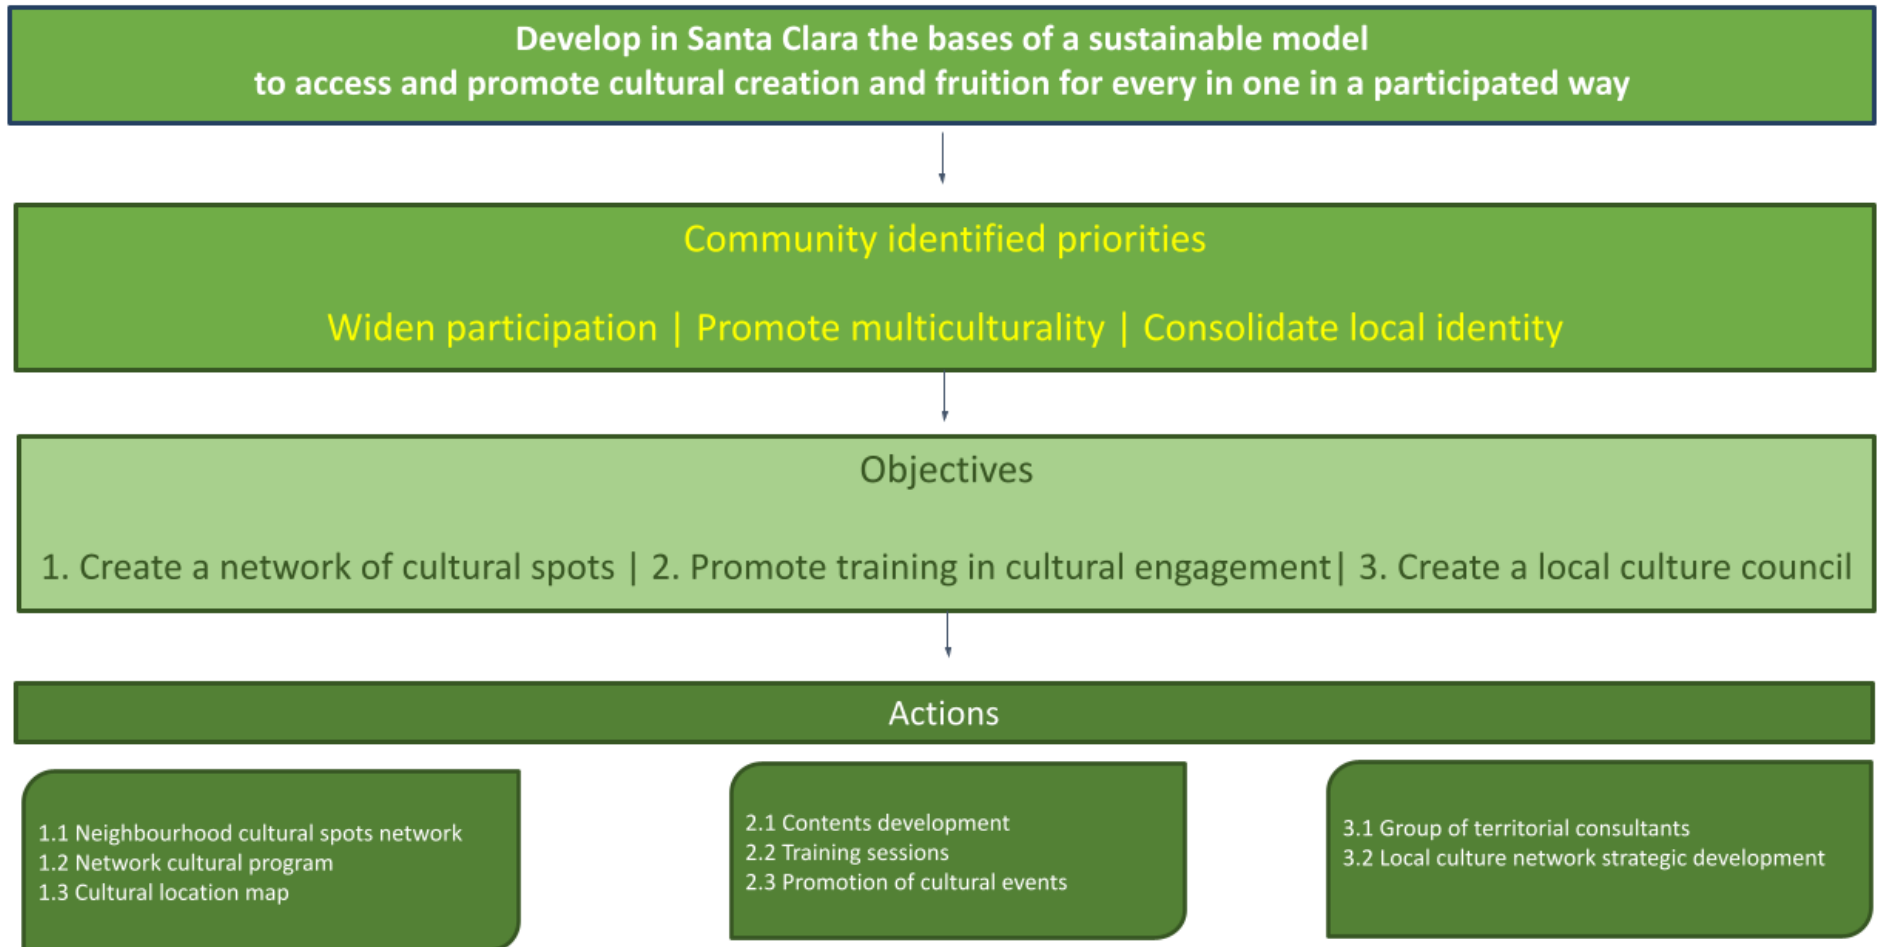 Develop in Santa Clara the bases of a sustainable model
to access and promote cultural creation and fruition for every in one in a participated way
Community identified priorities
Widen participation | Promote multiculturality | Consolidate local identity
Objectives
1. Create a network of cultural spots | 2. Promote training in cultural engagement| 3. Create a local culture council
Actions
1.1 Neighbourhood cultural spots network
1.2 Network cultural program
1.3 Cultural location map
2.1 Contents development
2.2 Training sessions
2.3 Promotion of cultural events
3.1 Group of territorial consultants
3.2 Local culture network strategic development